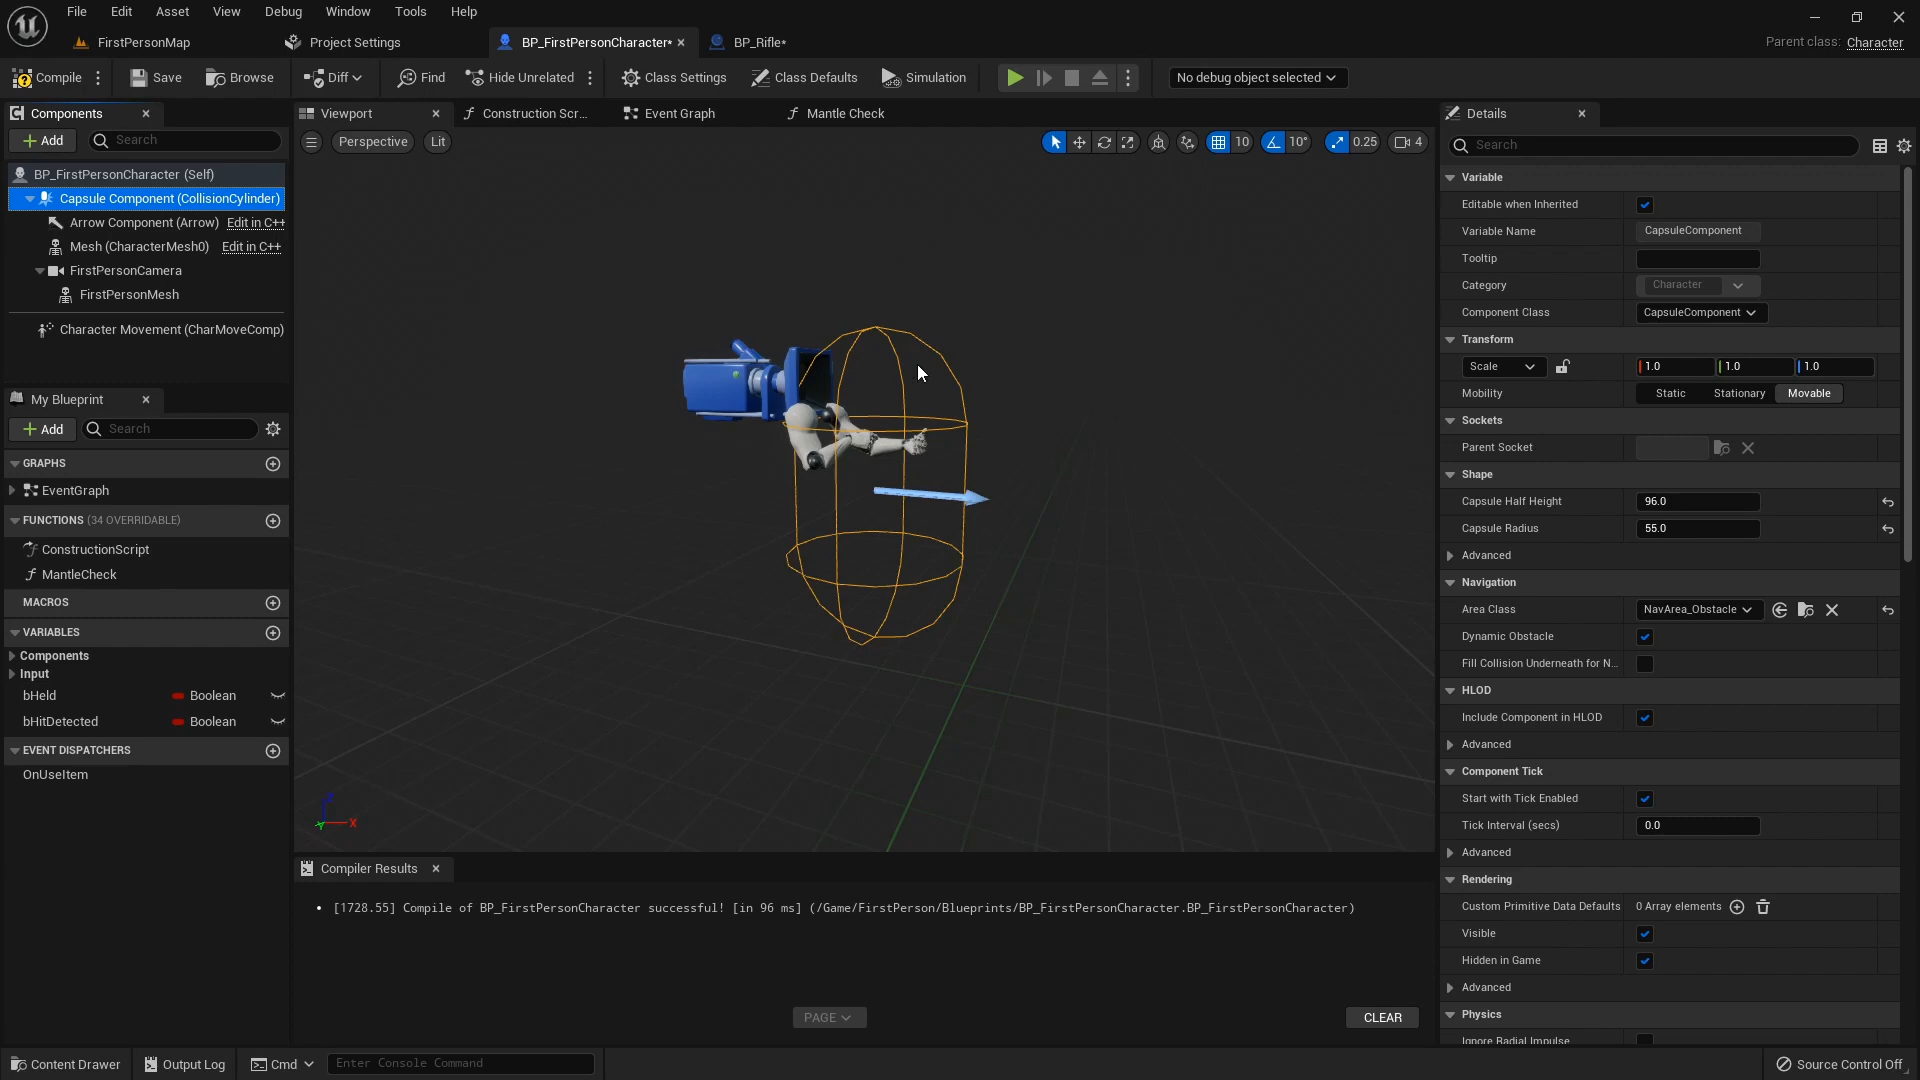 File Edit Asset View Debug Window Tools Help
FirstPersonMap
Project Settings
BP_FirstPersonCharacter*
BP_Rifle*
Parent class: Character
Compile
Save
Browse
Diff
Find
Hide Unrelated
Class Settings
Class Defaults
Simulation
No debug object selected
Components
Add
Search
BP_FirstPersonCharacter (Self)
Capsule Component (CollisionCylinder)
Arrow Component (Arrow) Edit in C++
Mesh (CharacterMesh0) Edit in C++
FirstPersonCamera
FirstPersonMesh
Character Movement (CharMoveComp)
My Blueprint
Add
Search
GRAPHS
EventGraph
FUNCTIONS (34 OVERRIDABLE)
ConstructionScript
MantleCheck
MACROS
VARIABLES
Components
Input
bHeld Boolean
bHitDetected Boolean
EVENT DISPATCHERS
OnUseItem
Viewport
Construction Scr...
Event Graph
Mantle Check
Perspective
Lit
10
10°
0.25
4
Z
Y
X
Compiler Results
• [1728.55] Compile of BP_FirstPersonCharacter successful! [in 96 ms] (/Game/FirstPerson/Blueprints/BP_FirstPersonCharacter.BP_FirstPersonCharacter)
PAGE
CLEAR
Details
Search
Variable
Editable when Inherited
Variable Name CapsuleComponent
Tooltip
Category Character
Component Class CapsuleComponent
Transform
Scale 1.0 1.0 1.0
Mobility Static Stationary Movable
Sockets
Parent Socket
Shape
Capsule Half Height 96.0
Capsule Radius 55.0
Advanced
Navigation
Area Class NavArea_Obstacle
Dynamic Obstacle
Fill Collision Underneath for N...
HLOD
Include Component in HLOD
Advanced
Component Tick
Start with Tick Enabled
Tick Interval (secs) 0.0
Advanced
Rendering
Custom Primitive Data Defaults 0 Array elements
Visible
Hidden in Game
Advanced
Physics
Ignore Radial Impulse
Content Drawer
Output Log
Cmd
Enter Console Command
Source Control Off